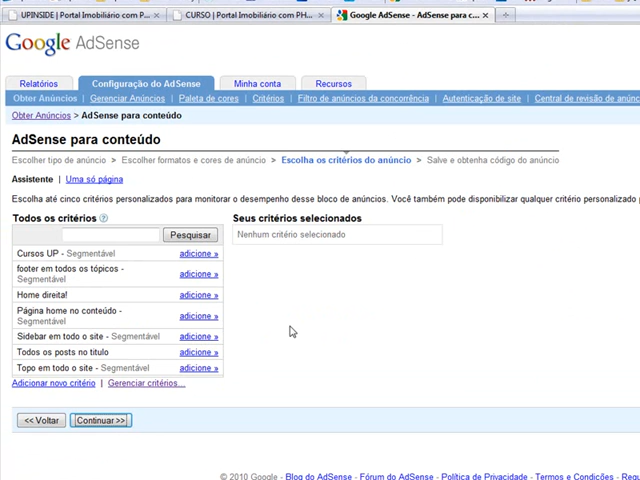 UPINSIDE | Portal Imobiliário com P...
CURSO | Portal Imobiliário com PH...
Google AdSense - AdSense para c...
Google AdSense
Relatórios
Configuração do AdSense
Minha conta
Recursos
Obter Anúncios | Gerenciar Anúncios | Paleta de cores | Critérios | Filtro de anúncios da concorrência | Autenticação de site | Central de revisão de anúnc
Obter Anúncios > AdSense para conteúdo
AdSense para conteúdo
Escolher tipo de anúncio > Escolher formatos e cores de anúncio > Escolha os critérios do anúncio > Salve e obtenha código do anúncio
Assistente | Uma só página
Escolha até cinco critérios personalizados para monitorar o desempenho desse bloco de anúncios. Você também pode disponibilizar qualquer critério personalizado
Todos os critérios ?
Seus critérios selecionados
Pesquisar
Nenhum critério selecionado
Cursos UP - Segmentável adicione »
footer em todos os tópicos - Segmentável adicione »
Home direita! adicione »
Página home no conteúdo - Segmentável adicione »
Sidebar em todo o site - Segmentável adicione »
Todos os posts no titulo adicione »
Topo em todo o site - Segmentável adicione »
Adicionar novo critério | Gerenciar critérios...
<< Voltar
Continuar >>
© 2010 Google - Blog do AdSense - Fórum do AdSense - Política de Privacidade - Termos e Condições - Regu